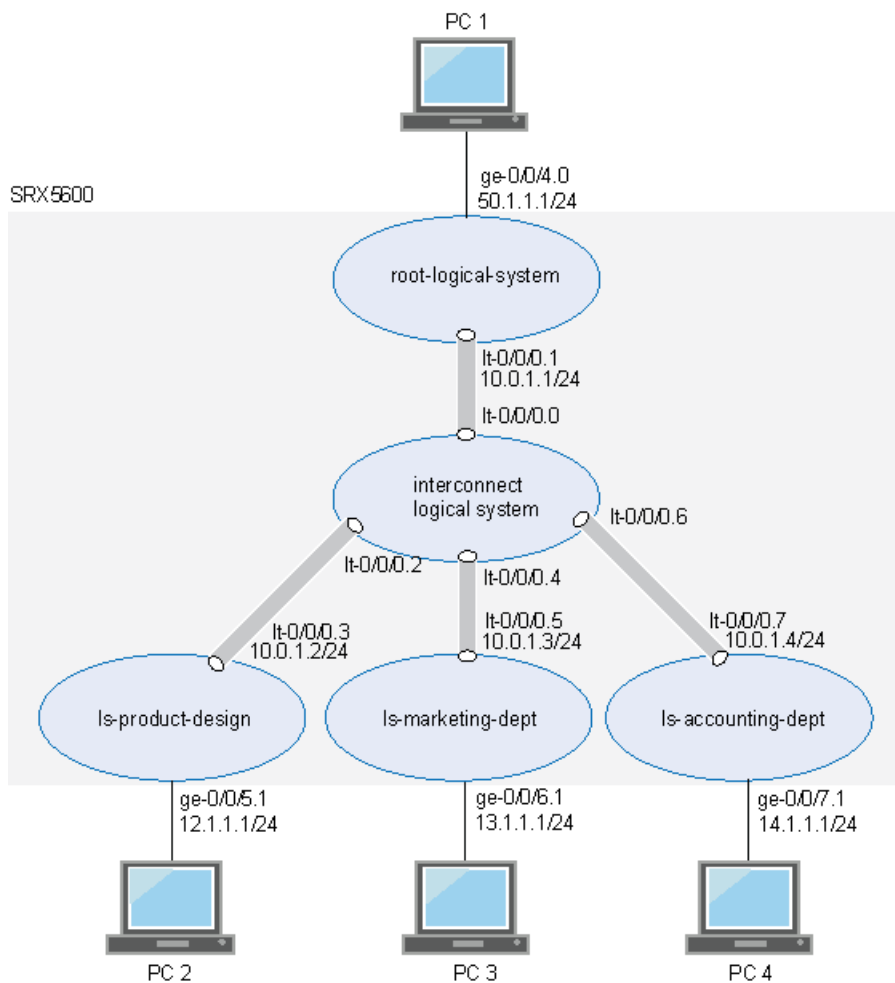 PC 1
ge-0/0/4.0
50.1.1.1/24
SRX5600
root-logical-system
lt-0/0/0.1
10.0.1.1/24
lt-0/0/0.0
interconnect
logical system
lt-0/0/0.6
lt-0/0/0.2
lt-0/0/0.4
lt-0/0/0.3
10.0.1.2/24
lt-0/0/0.5
10.0.1.3/24
lt-0/0/0.7
10.0.1.4/24
ls-product-design
ls-marketing-dept
ls-accounting-dept
ge-0/0/5.1
12.1.1.1/24
ge-0/0/6.1
13.1.1.1/24
ge-0/0/7.1
14.1.1.1/24
PC 2
PC 3
PC 4